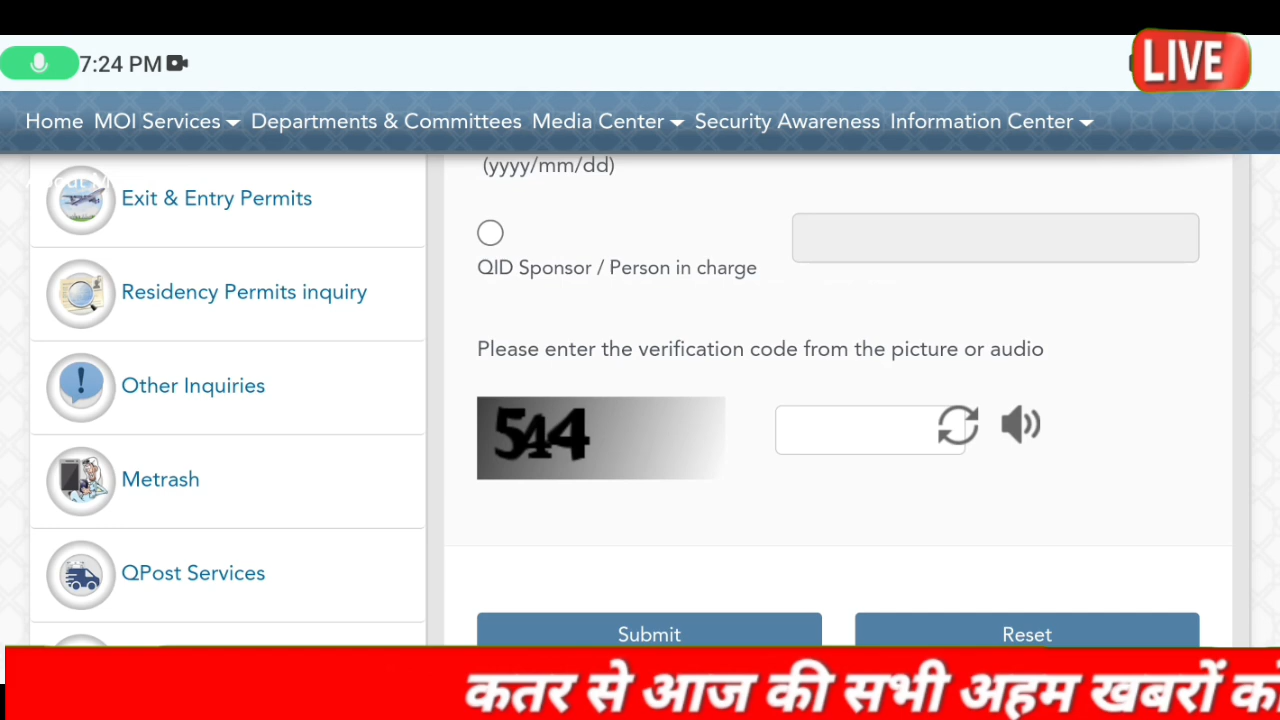 7:24 PM
LIVE
Home MOI Services Departments & Committees Media Center Security Awareness Information Center
(yyyy/mm/dd)
Exit & Entry Permits
QID Sponsor / Person in charge
Residency Permits inquiry
Please enter the verification code from the picture or audio
Other Inquiries
544
Metrash
QPost Services
Submit
Reset
कतर से आज की सभी अहम खबरों को